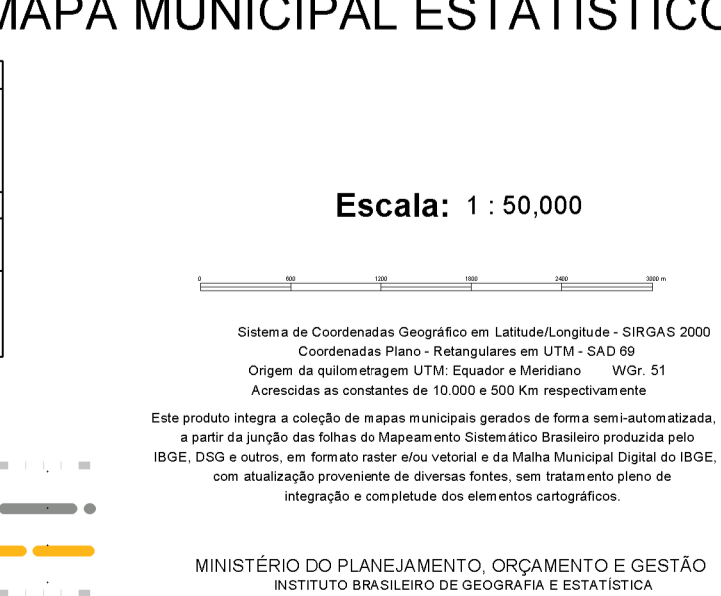 MAPA MUNICIPAL ESTATÍSTICO
Escala: 1 : 50,000
0 600 1200 1800 2400 3000 m
Sistema de Coordenadas Geográfico em Latitude/Longitude - SIRGAS 2000
Coordenadas Plano - Retangulares em UTM - SAD 69
Origem da quilometragem UTM: Equador e Meridiano WGr. 51
Acrescidas as constantes de 10.000 e 500 Km respectivamente
Este produto integra a coleção de mapas municipais gerados de forma semi-automatizada,
a partir da junção das folhas do Mapeamento Sistemático Brasileiro produzida pelo
IBGE, DSG e outros, em formato raster e/ou vetorial e da Malha Municipal Digital do IBGE,
com atualização proveniente de diversas fontes, sem tratamento pleno de
integração e completude dos elementos cartográficos.
MINISTÉRIO DO PLANEJAMENTO, ORÇAMENTO E GESTÃO
INSTITUTO BRASILEIRO DE GEOGRAFIA E ESTATÍSTICA